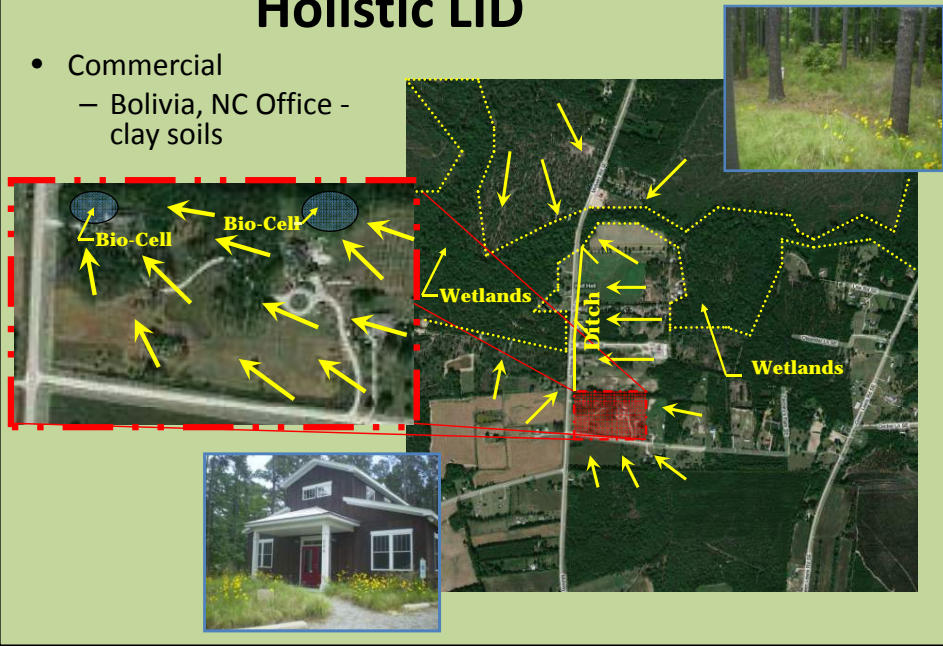 Holistic LID
• Commercial
– Bolivia, NC Office -
clay soils
Bio-Cell
Bio-Cell
Wetlands
Ditch
Wetlands